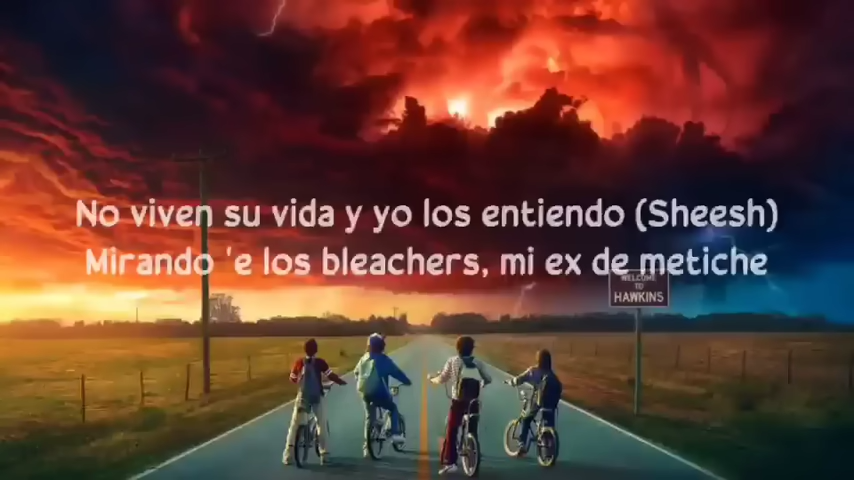 No viven su vida y yo los entiendo (Sheesh)
Mirando 'e los bleachers, mi ex de metiche
WELCOME
TO
HAWKINS